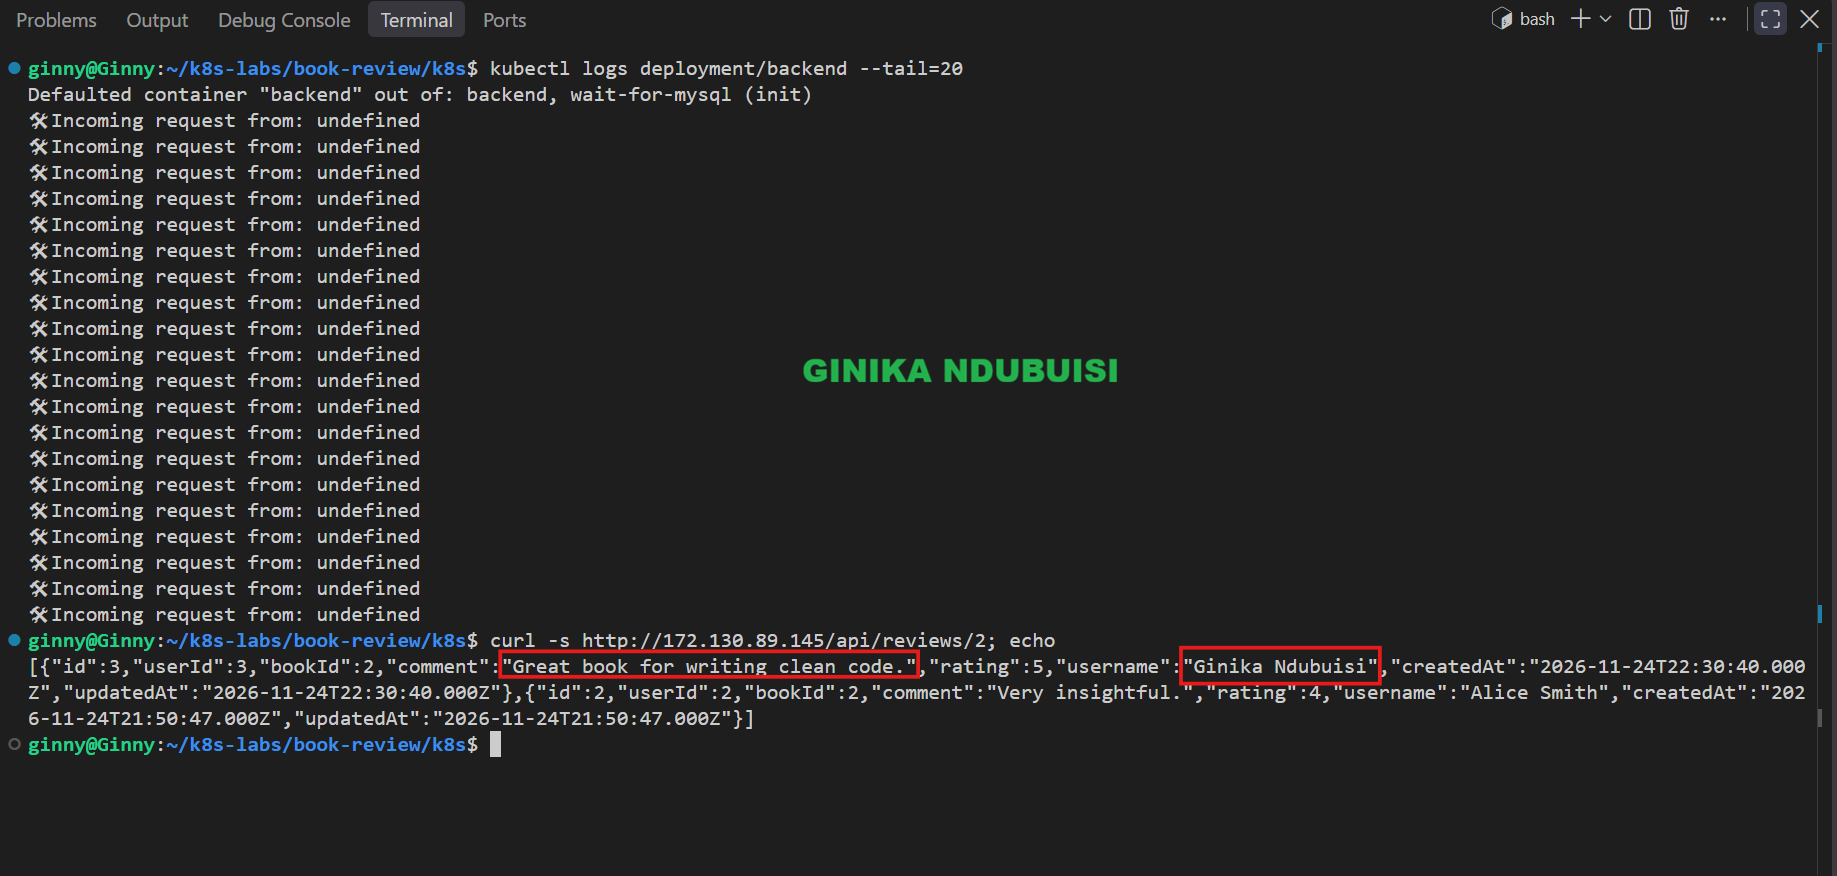 Problems Output Debug Console Terminal Ports bash
ginny@Ginny:~/k8s-labs/book-review/k8s$ kubectl logs deployment/backend --tail=20
Defaulted container "backend" out of: backend, wait-for-mysql (init)
🛠Incoming request from: undefined
🛠Incoming request from: undefined
🛠Incoming request from: undefined
🛠Incoming request from: undefined
🛠Incoming request from: undefined
🛠Incoming request from: undefined
🛠Incoming request from: undefined
🛠Incoming request from: undefined
🛠Incoming request from: undefined
🛠Incoming request from: undefined
GINIKA NDUBUISI
🛠Incoming request from: undefined
🛠Incoming request from: undefined
🛠Incoming request from: undefined
🛠Incoming request from: undefined
🛠Incoming request from: undefined
🛠Incoming request from: undefined
🛠Incoming request from: undefined
🛠Incoming request from: undefined
🛠Incoming request from: undefined
🛠Incoming request from: undefined
ginny@Ginny:~/k8s-labs/book-review/k8s$ curl -s http://172.130.89.145/api/reviews/2; echo
[{"id":3,"userId":3,"bookId":2,"comment":"Great book for writing clean code.","rating":5,"username":"Ginika Ndubuisi","createdAt":"2026-11-24T22:30:40.000
Z","updatedAt":"2026-11-24T22:30:40.000Z"},{"id":2,"userId":2,"bookId":2,"comment":"Very insightful.","rating":4,"username":"Alice Smith","createdAt":"202
6-11-24T21:50:47.000Z","updatedAt":"2026-11-24T21:50:47.000Z"}]
ginny@Ginny:~/k8s-labs/book-review/k8s$